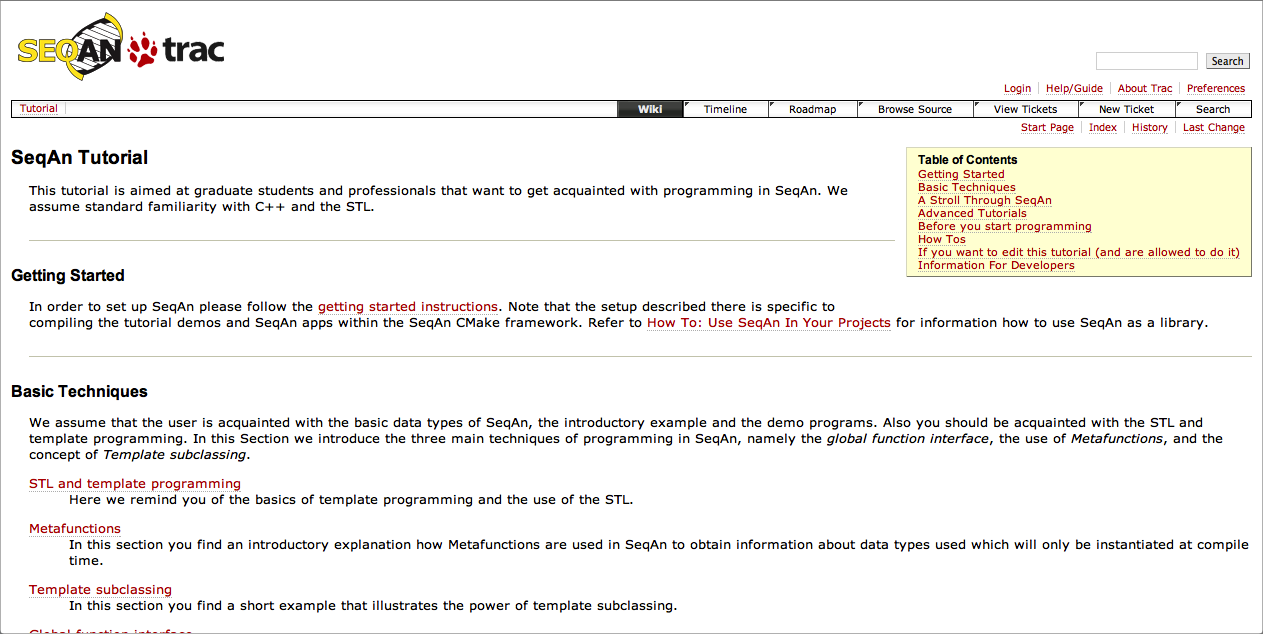 SEQAN trac
Search
Login Help/Guide About Trac Preferences
Tutorial
Wiki Timeline Roadmap Browse Source View Tickets New Ticket Search
Start Page Index History Last Change
SeqAn Tutorial
This tutorial is aimed at graduate students and professionals that want to get acquainted with programming in SeqAn. We
assume standard familiarity with C++ and the STL.
Table of Contents
Getting Started
Basic Techniques
A Stroll Through SeqAn
Advanced Tutorials
Before you start programming
How Tos
If you want to edit this tutorial (and are allowed to do it)
Information For Developers
Getting Started
In order to set up SeqAn please follow the getting started instructions. Note that the setup described there is specific to
compiling the tutorial demos and SeqAn apps within the SeqAn CMake framework. Refer to How To: Use SeqAn In Your Projects for information how to use SeqAn as a library.
Basic Techniques
We assume that the user is acquainted with the basic data types of SeqAn, the introductory example and the demo programs. Also you should be acquainted with the STL and
template programming. In this Section we introduce the three main techniques of programming in SeqAn, namely the global function interface, the use of Metafunctions, and the
concept of Template subclassing.
STL and template programming
Here we remind you of the basics of template programming and the use of the STL.
Metafunctions
In this section you find an introductory explanation how Metafunctions are used in SeqAn to obtain information about data types used which will only be instantiated at compile
time.
Template subclassing
In this section you find a short example that illustrates the power of template subclassing.
Global function interface